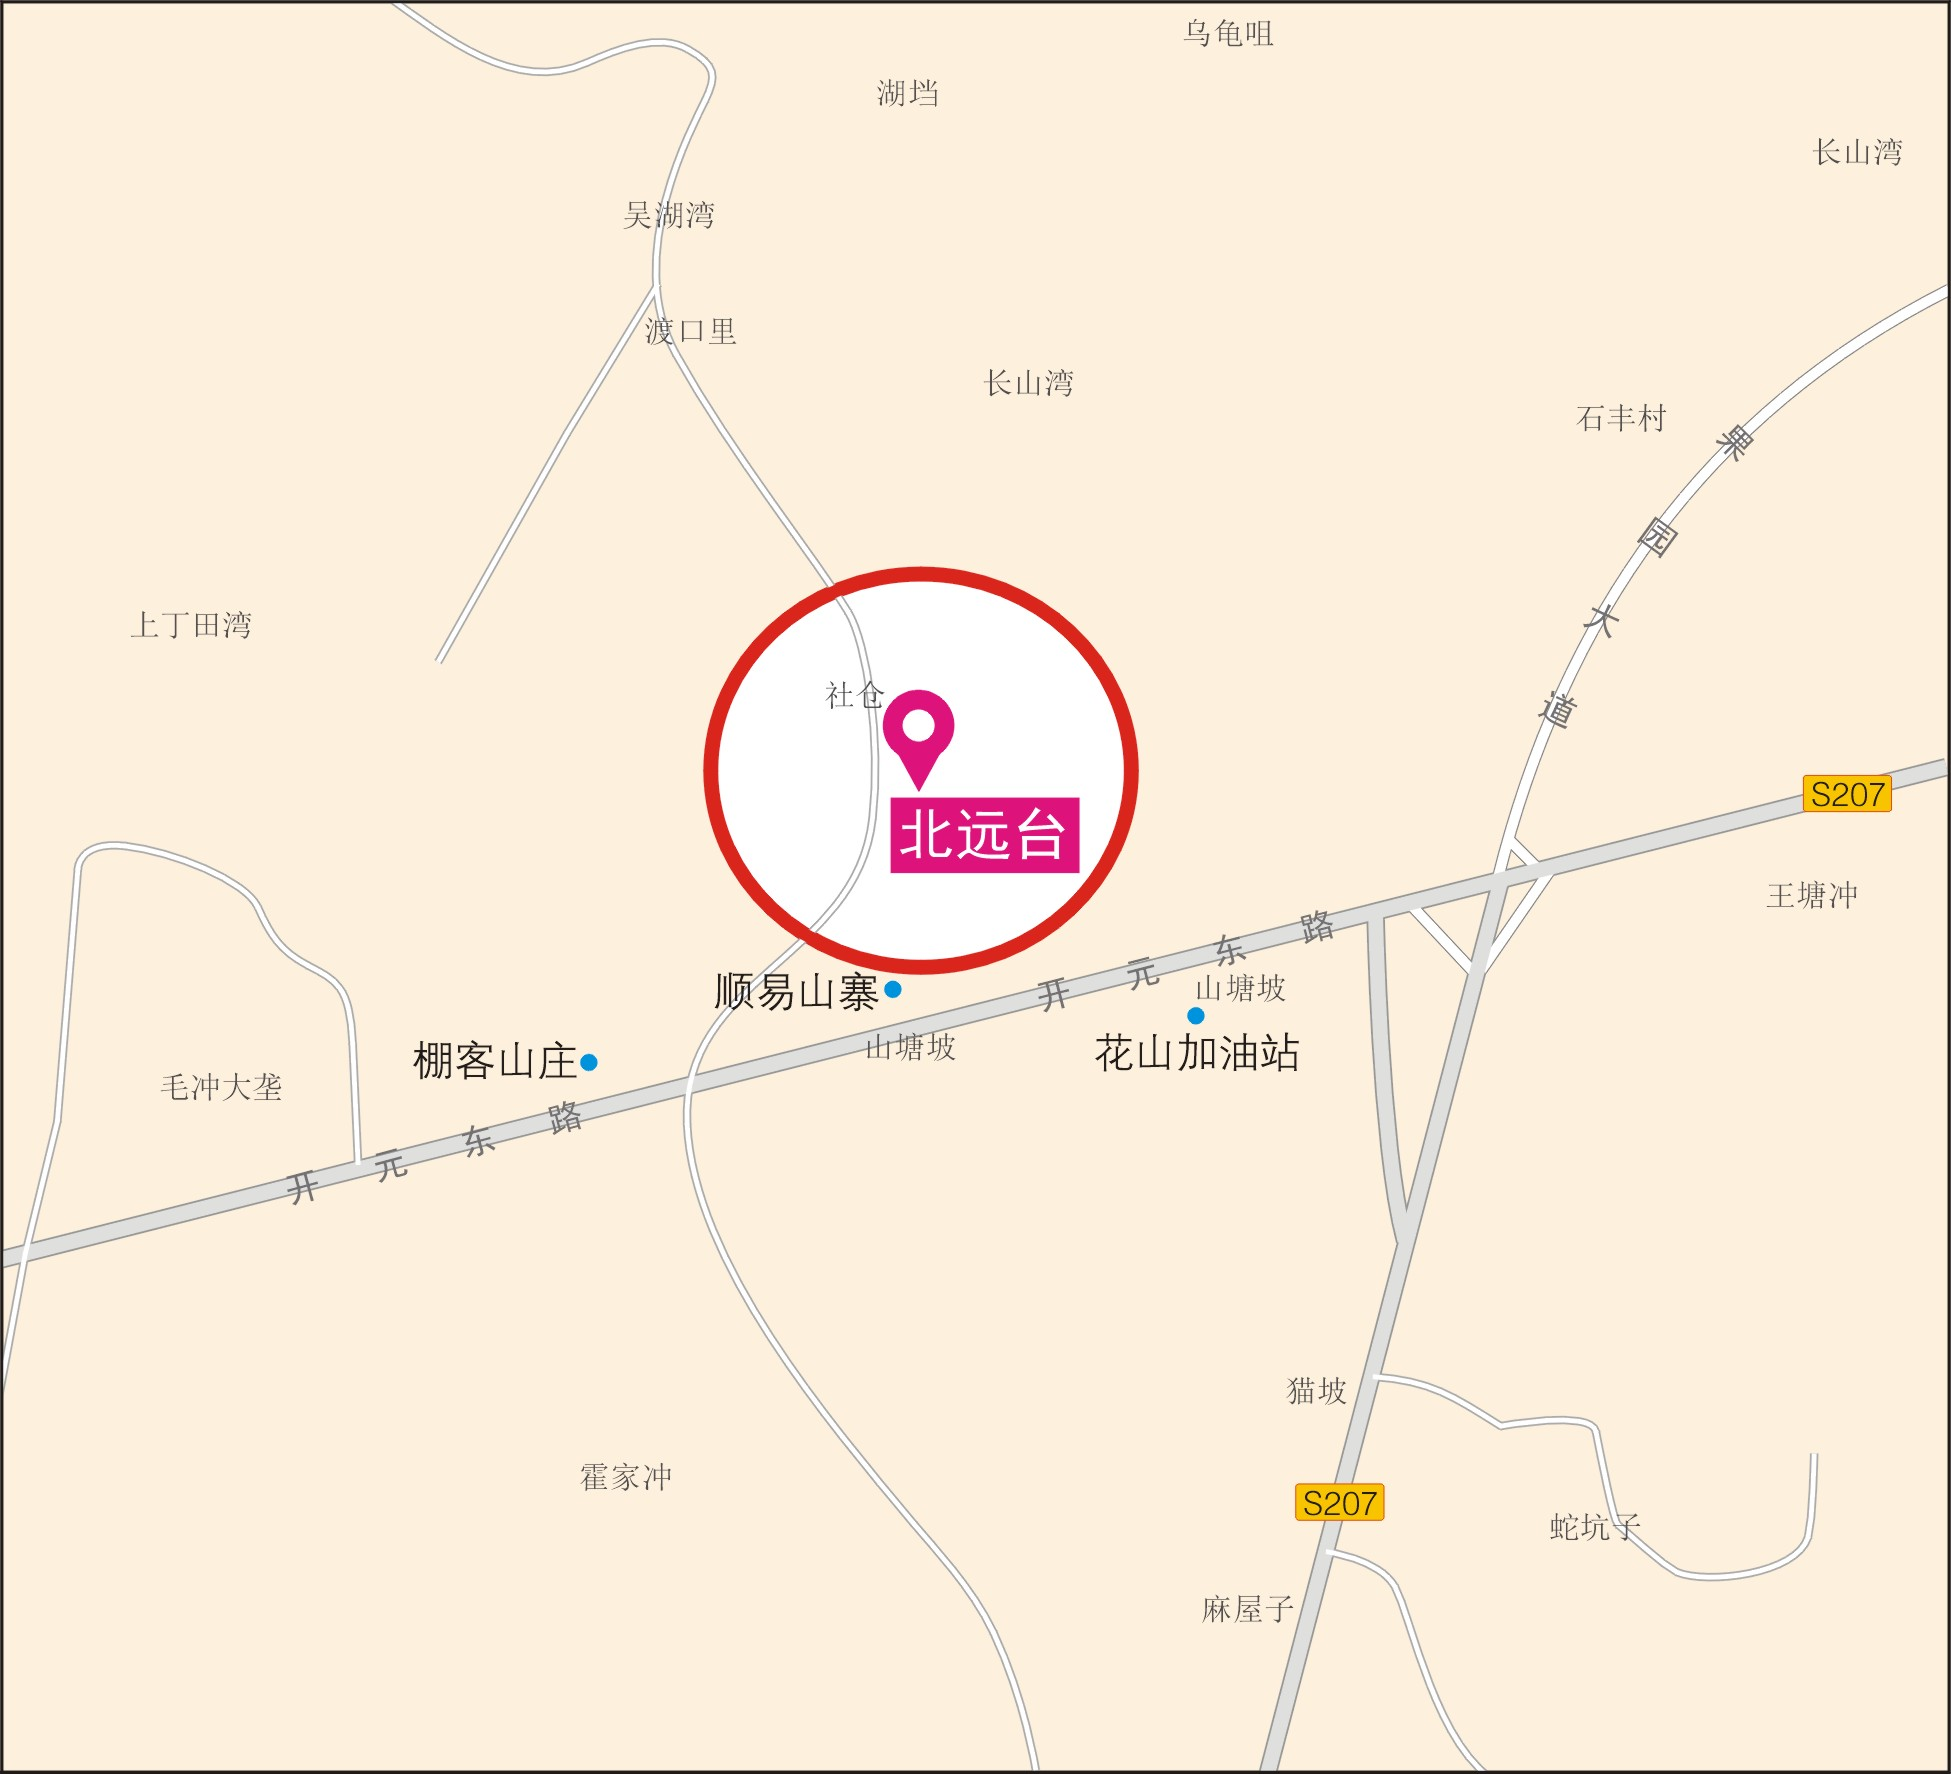 乌龟咀
湖垱
长山湾
吴湖湾
渡口里
长山湾
石丰村
果园大道
上丁田湾
社仓
北远台
S207
王塘冲
开元东路
顺易山寨
山塘坡
山塘坡
花山加油站
棚客山庄
毛冲大垄
开元东路
猫坡
霍家冲
S207
蛇坑子
麻屋子